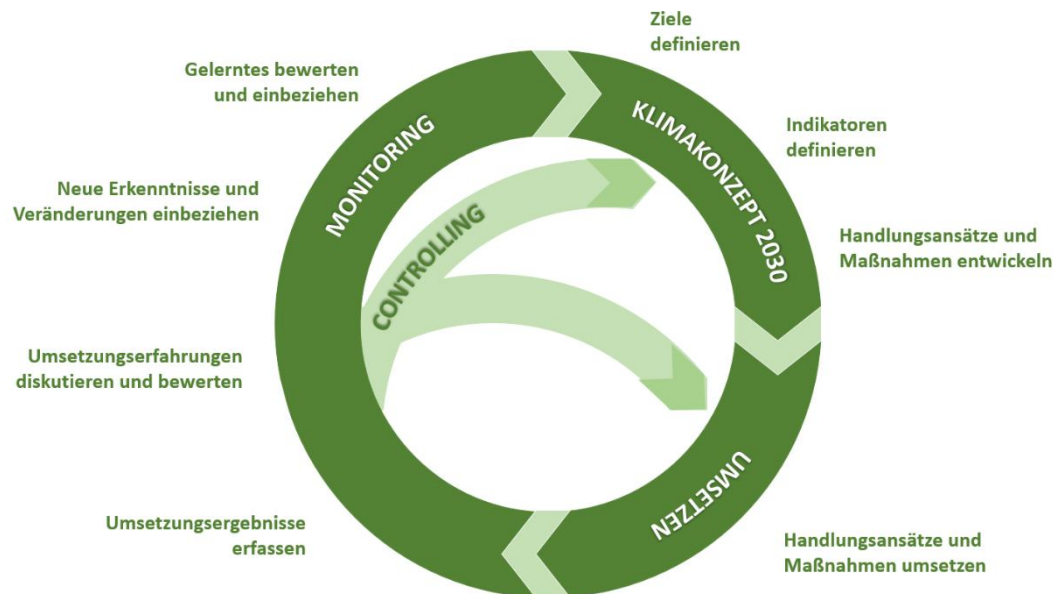 Ziele
definieren
Indikatoren
definieren
Handlungsansätze und
Maßnahmen entwickeln
Handlungsansätze und
Maßnahmen umsetzen
Umsetzungsergebnisse
erfassen
Umsetzungserfahrungen
diskutieren und bewerten
Neue Erkenntnisse und
Veränderungen einbeziehen
Gelerntes bewerten
und einbeziehen
KLIMAKONZEPT 2030
UMSETZEN
MONITORING
CONTROLLING